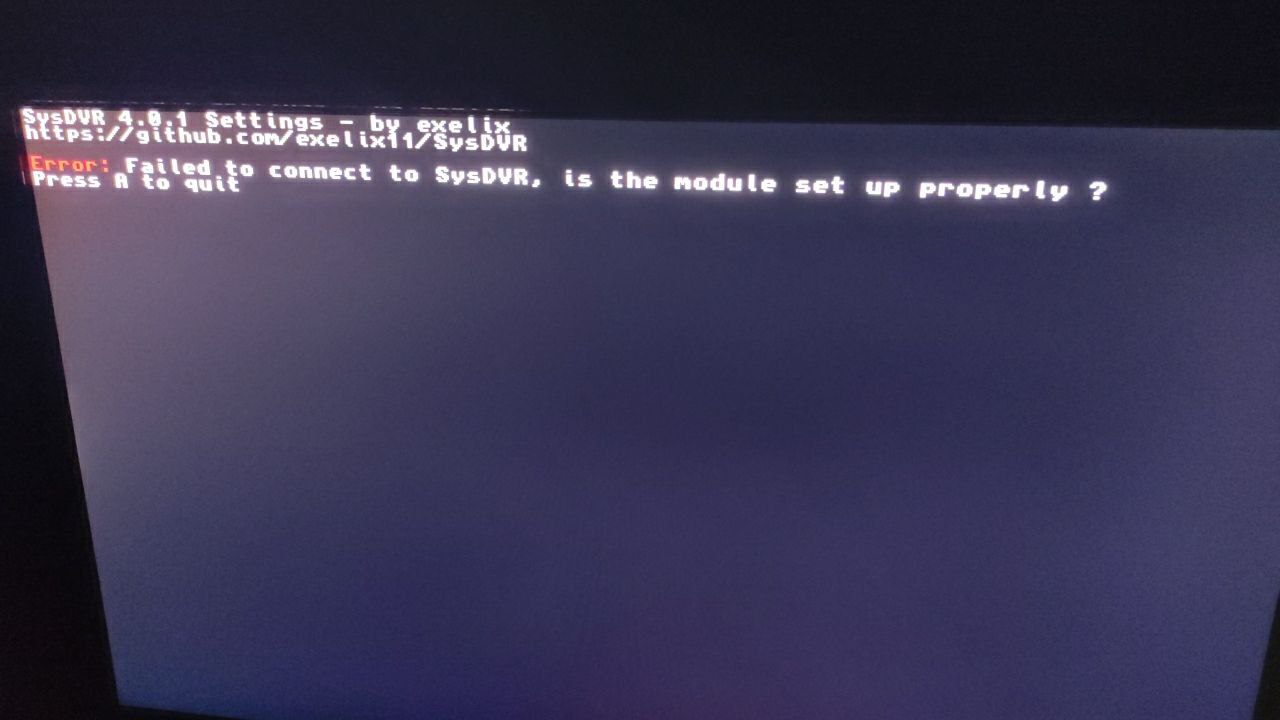 SysDVR 4.0.1 Settings - by exelix
https://github.com/exelix11/SysDVR
Error: Failed to connect to SysDVR, is the module set up properly ?
Press A to quit